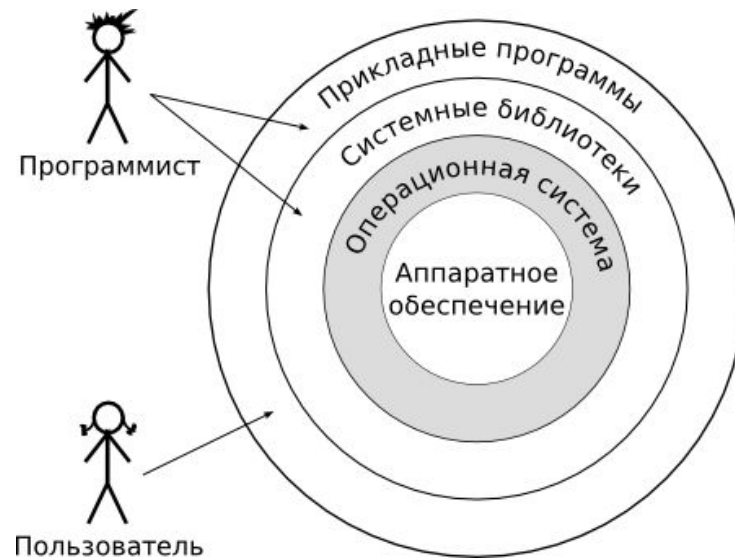 Прикладные программы
Системные библиотеки
Операционная система
Аппаратное
обеспечение
Программист
Пользователь